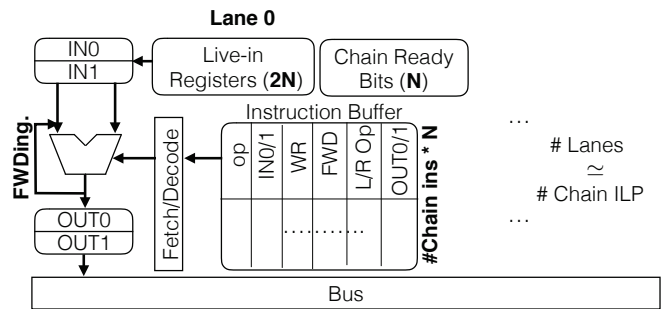 Lane 0
IN0
IN1
Live-in
Registers (2N)
Chain Ready
Bits (N)
FWDing.
Instruction Buffer
op
IN0/1
WR
FWD
L/R Op
OUT0/1
...........
#Chain ins * N
Fetch/Decode
OUT0
OUT1
...
# Lanes
≃
# Chain ILP
...
Bus